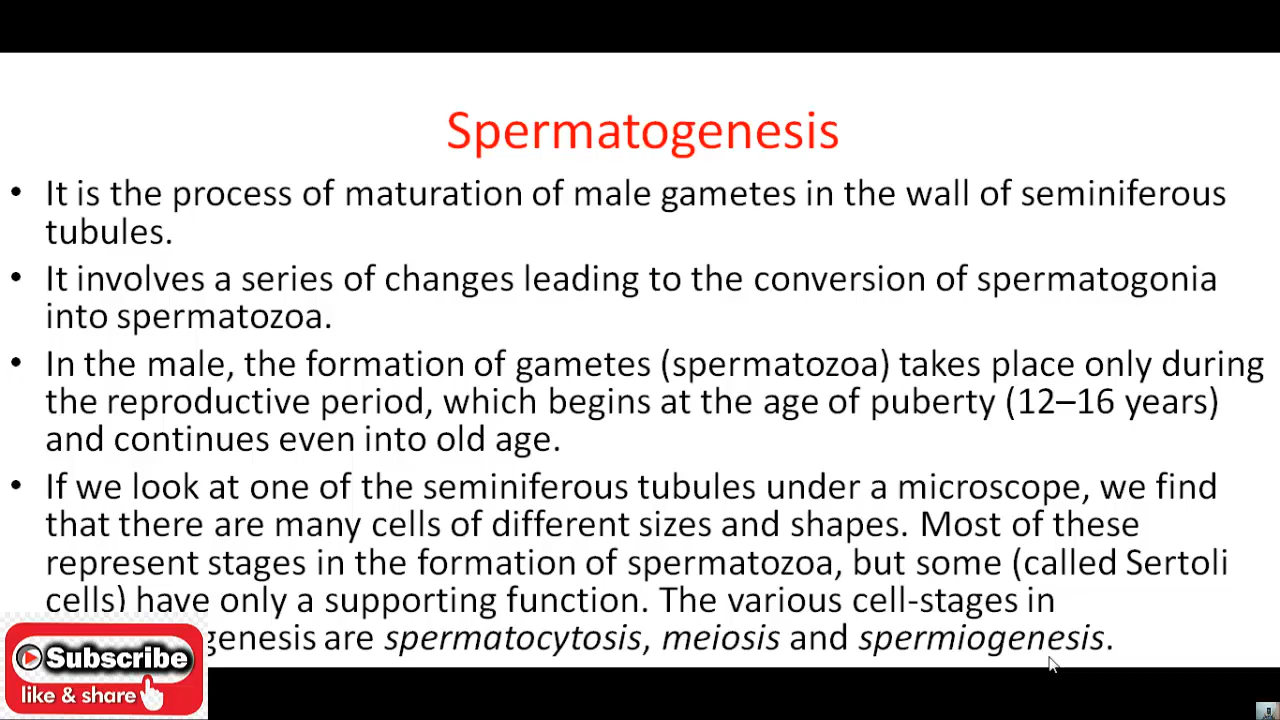 Spermatogenesis
• It is the process of maturation of male gametes in the wall of seminiferous
tubules.
• It involves a series of changes leading to the conversion of spermatogonia
into spermatozoa.
• In the male, the formation of gametes (spermatozoa) takes place only during
the reproductive period, which begins at the age of puberty (12–16 years)
and continues even into old age.
• If we look at one of the seminiferous tubules under a microscope, we find
that there are many cells of different sizes and shapes. Most of these
represent stages in the formation of spermatozoa, but some (called Sertoli
cells) have only a supporting function. The various cell-stages in
genesis are spermatocytosis, meiosis and spermiogenesis.
Subscribe
like & share